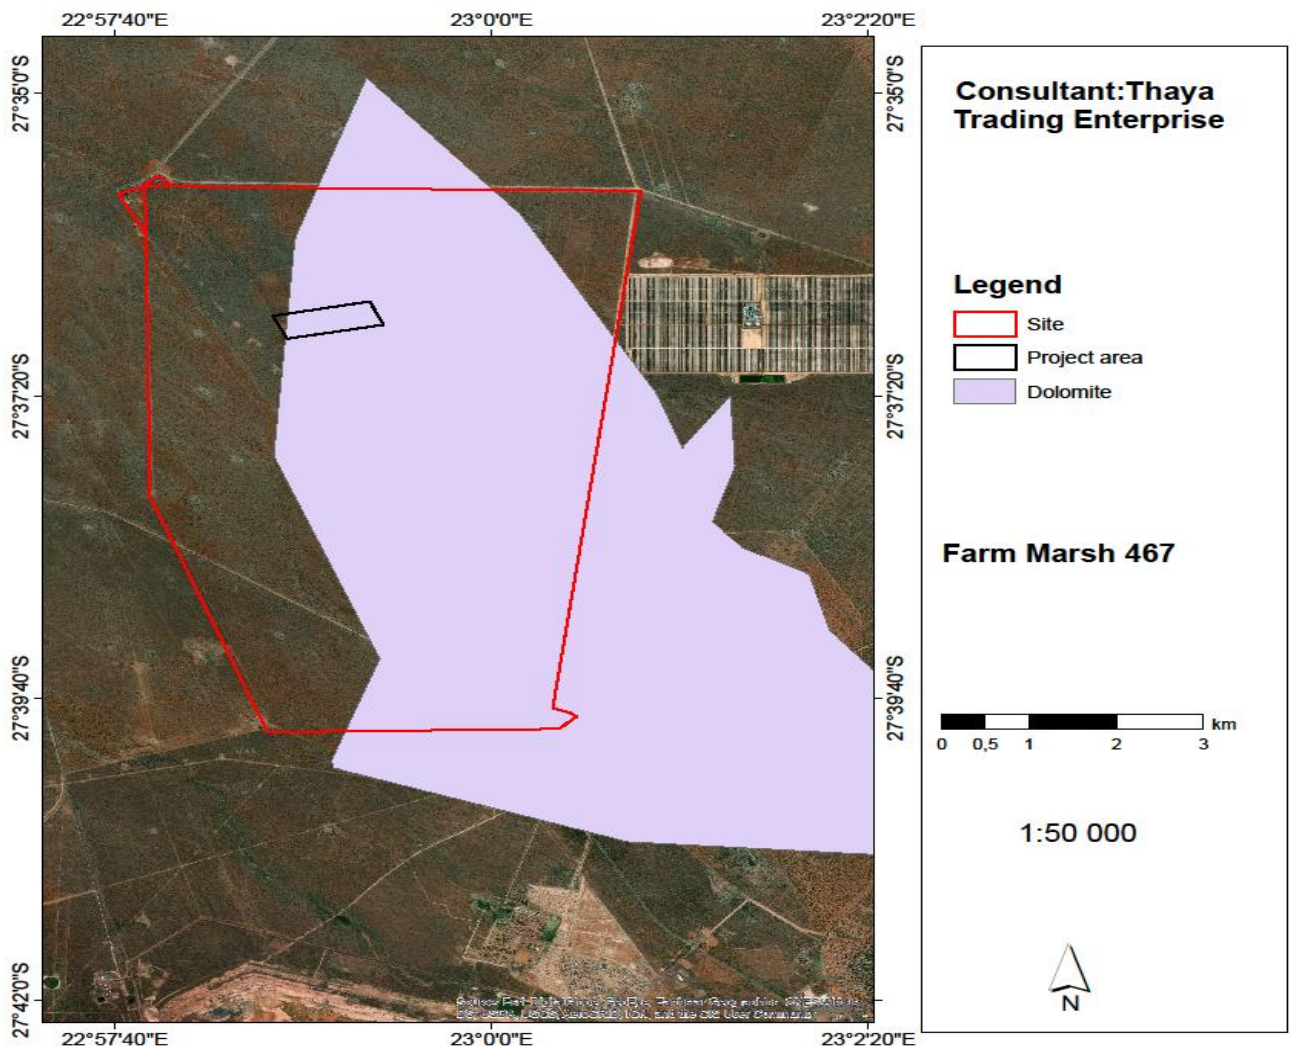 22°57'40"E 23°0'0"E 23°2'20"E
27°35'0"S 27°35'0"S
27°37'20"S 27°37'20"S
27°39'40"S 27°39'40"S
27°42'0"S 27°42'0"S
22°57'40"E 23°0'0"E 23°2'20"E
Consultant:Thaya
Trading Enterprise
Legend
Site
Project area
Dolomite
Farm Marsh 467
km
0 0,5 1 2 3
1:50 000
N